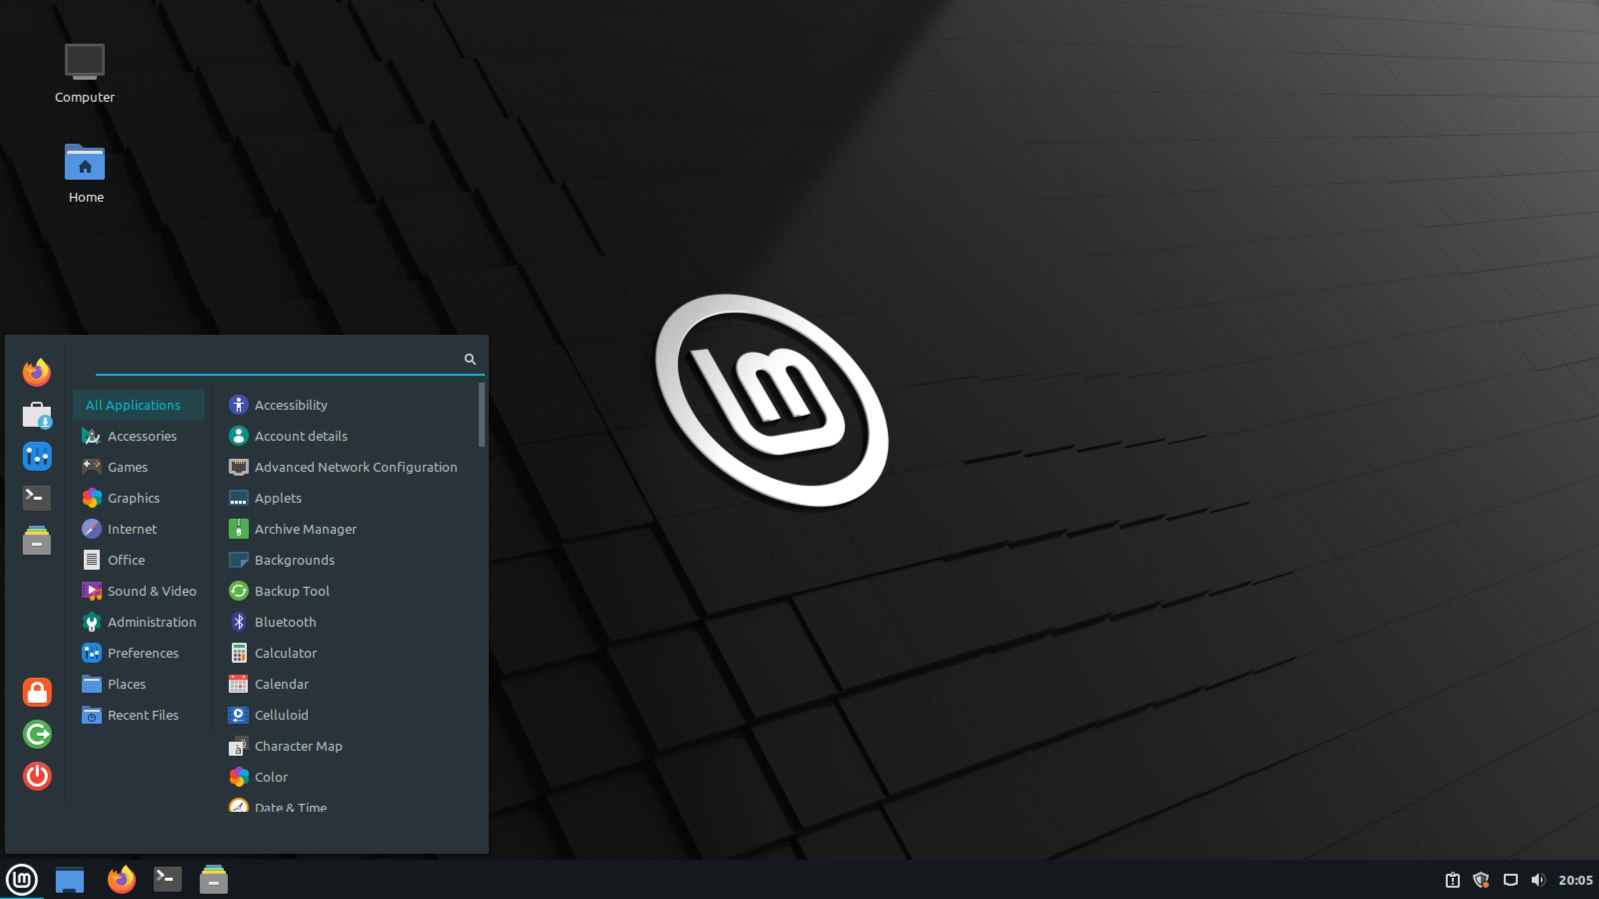 Computer
Home
All Applications
Accessories
Games
Graphics
Internet
Office
Sound & Video
Administration
Preferences
Places
Recent Files
Accessibility
Account details
Advanced Network Configuration
Applets
Archive Manager
Backgrounds
Backup Tool
Bluetooth
Calculator
Calendar
Celluloid
Character Map
Color
Date & Time
20:05